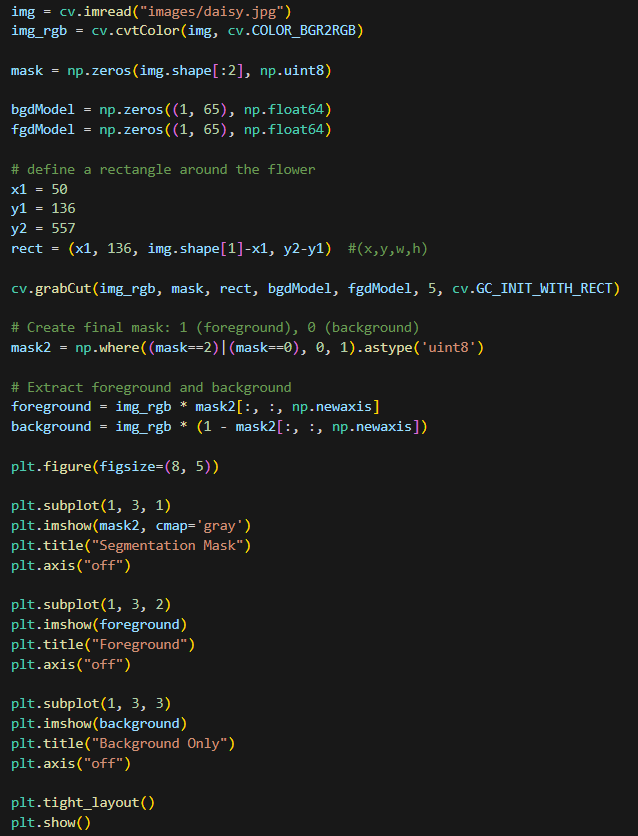 img = cv.imread("images/daisy.jpg")
img_rgb = cv.cvtColor(img, cv.COLOR_BGR2RGB)
mask = np.zeros(img.shape[:2], np.uint8)
bgdModel = np.zeros((1, 65), np.float64)
fgdModel = np.zeros((1, 65), np.float64)
# define a rectangle around the flower
x1 = 50
y1 = 136
y2 = 557
rect = (x1, 136, img.shape[1]-x1, y2-y1)  #(x,y,w,h)
cv.grabCut(img_rgb, mask, rect, bgdModel, fgdModel, 5, cv.GC_INIT_WITH_RECT)
# Create final mask: 1 (foreground), 0 (background)
mask2 = np.where((mask==2)|(mask==0), 0, 1).astype('uint8')
# Extract foreground and background
foreground = img_rgb * mask2[:, :, np.newaxis]
background = img_rgb * (1 - mask2[:, :, np.newaxis])
plt.figure(figsize=(8, 5))
plt.subplot(1, 3, 1)
plt.imshow(mask2, cmap='gray')
plt.title("Segmentation Mask")
plt.axis("off")
plt.subplot(1, 3, 2)
plt.imshow(foreground)
plt.title("Foreground")
plt.axis("off")
plt.subplot(1, 3, 3)
plt.imshow(background)
plt.title("Background Only")
plt.axis("off")
plt.tight_layout()
plt.show()